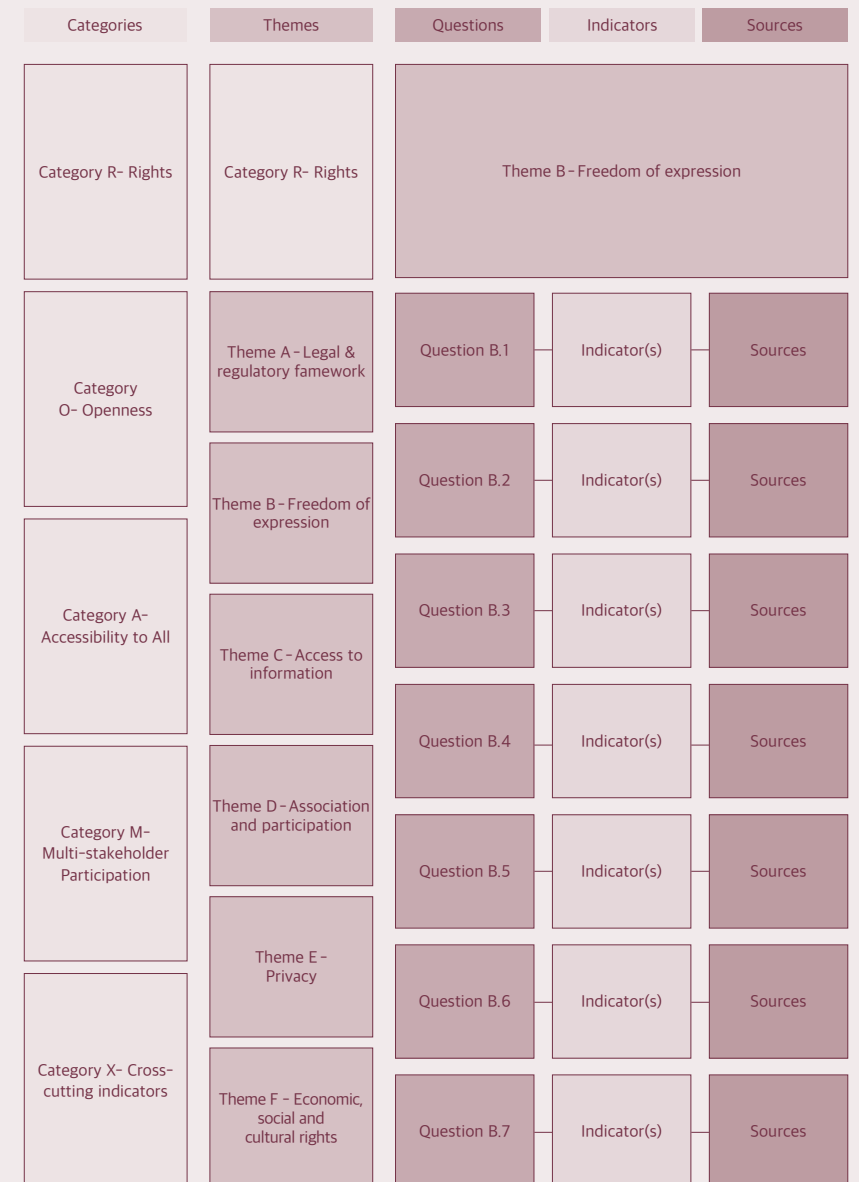 Categories
Themes
Questions
Indicators
Sources
Category R- Rights
Category O- Openness
Category A-
Accessibility to All
Category M-
Multi-stakeholder
Participation
Category X- Cross-
cutting indicators
Category R- Rights
Theme A - Legal &
regulatory famework
Theme B - Freedom of
expression
Theme C - Access to
information
Theme D - Association
and participation
Theme E -
Privacy
Theme F - Economic,
social and
cultural rights
Theme B - Freedom of expression
Question B.1
Indicator(s)
Sources
Question B.2
Indicator(s)
Sources
Question B.3
Indicator(s)
Sources
Question B.4
Indicator(s)
Sources
Question B.5
Indicator(s)
Sources
Question B.6
Indicator(s)
Sources
Question B.7
Indicator(s)
Sources